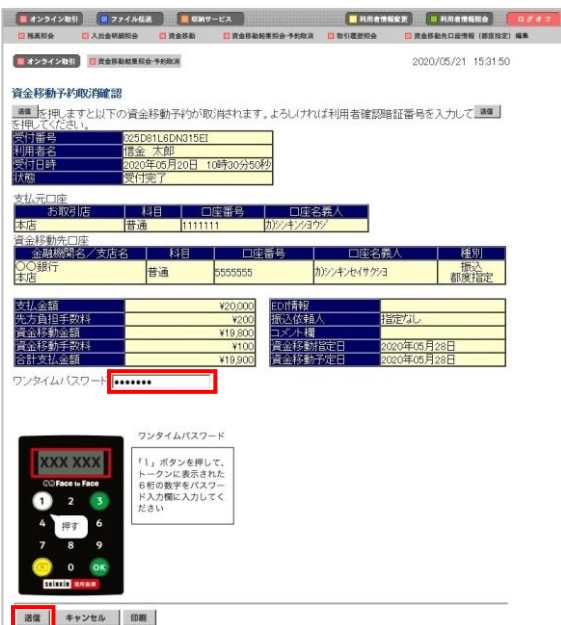 オンライン取引 ファイル伝送 収納サービス 利用者情報変更 利用者情報照会 ログオフ
残高照会 入出金明細照会 資金移動 資金移動結果照会・予約取消 取引履歴照会 資金移動先口座情報（都度指定）編集
オンライン取引 資金移動結果照会・予約取消 2020/05/21 15:31:50
資金移動予約取消確認
送信 を押しますと以下の資金移動予約が取消されます。よろしければ利用者確認暗証番号を入力して 送信
を押してください。
受付番号 025D81L6DN315EI
利用者名 信金 太郎
受付日時 2020年05月20日 10時30分50秒
状態 受付完了
支払元口座
お取引店 科目 口座番号 口座名義人
本店 普通 1111111 カ)シンキンシヨウジ
資金移動先口座
金融機関名／支店名 科目 口座番号 口座名義人 種別
〇〇銀行 普通 5555555 カ)シンキンセイサクシヨ 振込
本店 都度指定
支払金額 ¥20,000 EDI情報
先方負担手数料 ¥200 振込依頼人 指定なし
資金移動金額 ¥19,800 コメント欄
資金移動手数料 ¥100 資金移動指定日 2020年05月28日
合計支払金額 ¥19,900 資金移動予定日 2020年05月28日
ワンタイムパスワード •••••••
ワンタイムパスワード
XXX XXX
Face to Face
「1」ボタンを押して、
トークンに表示された
6桁の数字をパスワー
ド入力欄に入力してく
ださい
1 2 3
4 押す 6
7 8 9
0 OK
shinkin 信用金庫
送信 キャンセル 印刷